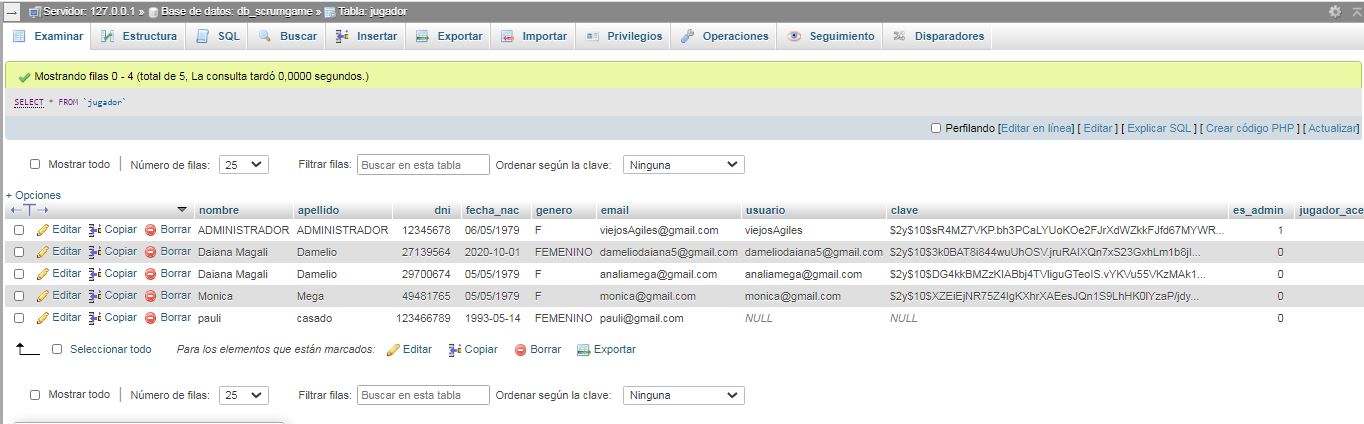 Servidor: 127.0.0.1 » Base de datos: db_scrumgame » Tabla: jugador
Examinar Estructura SQL Buscar Insertar Exportar Importar Privilegios Operaciones Seguimiento Disparadores
Mostrando filas 0 - 4 (total de 5, La consulta tardó 0,0000 segundos.)
SELECT * FROM `jugador`
Perfilando [Editar en línea] [ Editar ] [ Explicar SQL ] [ Crear código PHP ] [ Actualizar]
Mostrar todo | Número de filas: 25 Filtrar filas: Buscar en esta tabla Ordenar según la clave: Ninguna
+ Opciones
←T→ nombre apellido dni fecha_nac genero email usuario clave es_admin jugador_ace
Editar Copiar Borrar ADMINISTRADOR ADMINISTRADOR 12345678 06/05/1979 F viejosAgiles@gmail.com viejosAgiles $2y$10$sR4MZ7VKP.bh3PCaLYUoKOe2FJrXdWZkkFJfd67MYWR... 1
Editar Copiar Borrar Daiana Magali Damelio 27139564 2020-10-01 FEMENINO dameliodaiana5@gmail.com dameliodaiana5@gmail.com $2y$10$3k0BAT8i844wuUhOSV.jruRAIXQn7xS23GxhLm1b8jI... 0
Editar Copiar Borrar Daiana Magali Damelio 29700674 05/05/1979 F analiamega@gmail.com analiamega@gmail.com $2y$10$DG4kkBMZzKIABbj4TVliguGTeoIS.vYKVu55VKzMAk1... 0
Editar Copiar Borrar Monica Mega 49481765 05/05/1979 F monica@gmail.com monica@gmail.com $2y$10$XZEiEjNR75Z4IgKXhrXAEesJQn1S9LhHK0IYzaP/jdy... 0
Editar Copiar Borrar pauli casado 123466789 1993-05-14 FEMENINO pauli@gmail.com NULL NULL 0
Seleccionar todo Para los elementos que están marcados: Editar Copiar Borrar Exportar
Mostrar todo | Número de filas: 25 Filtrar filas: Buscar en esta tabla Ordenar según la clave: Ninguna